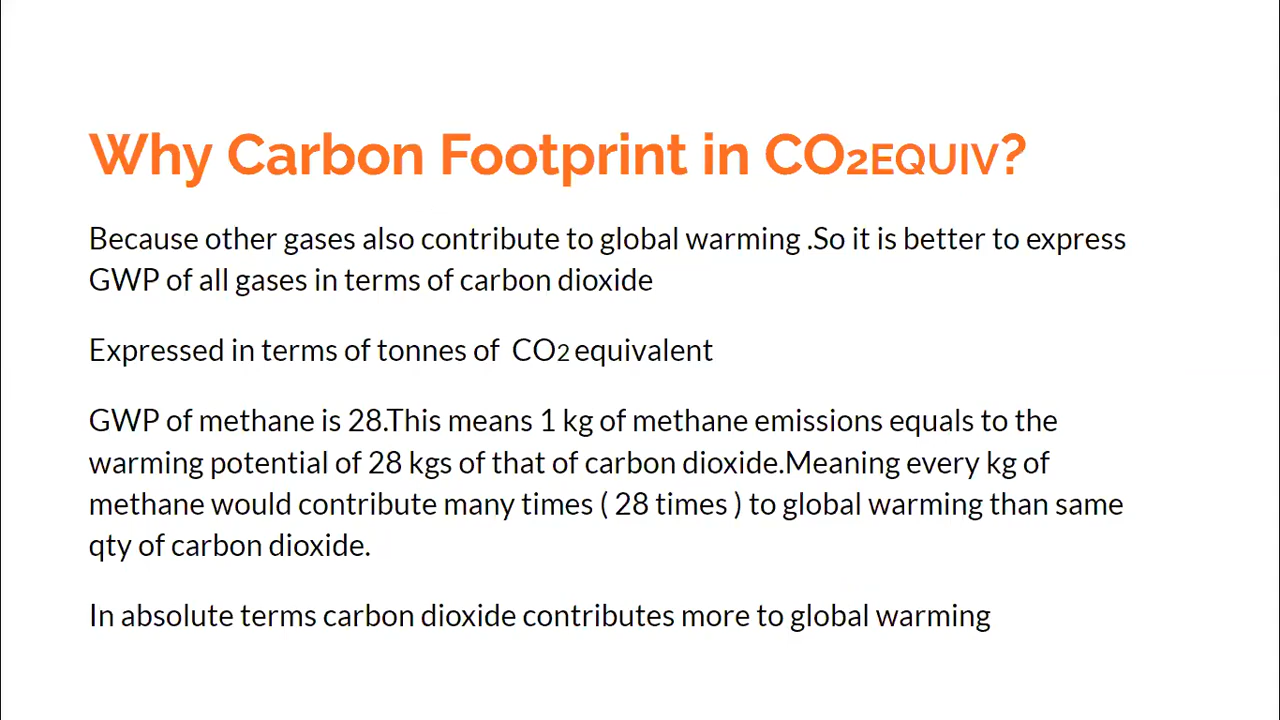 Why Carbon Footprint in CO2EQUIV?
Because other gases also contribute to global warming .So it is better to express
GWP of all gases in terms of carbon dioxide
Expressed in terms of tonnes of CO2 equivalent
GWP of methane is 28.This means 1 kg of methane emissions equals to the
warming potential of 28 kgs of that of carbon dioxide.Meaning every kg of
methane would contribute many times ( 28 times ) to global warming than same
qty of carbon dioxide.
In absolute terms carbon dioxide contributes more to global warming